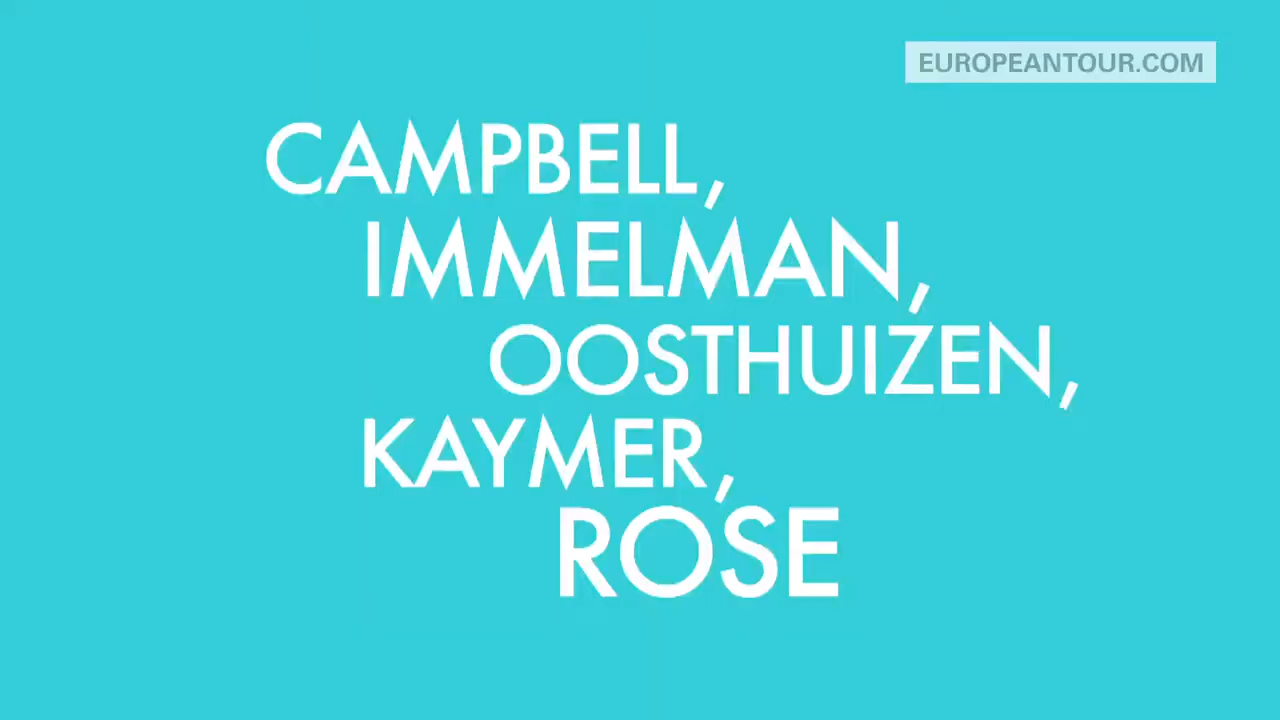 EUROPEANTOUR.COM
CAMPBELL,
IMMELMAN,
OOSTHUIZEN,
KAYMER,
ROSE